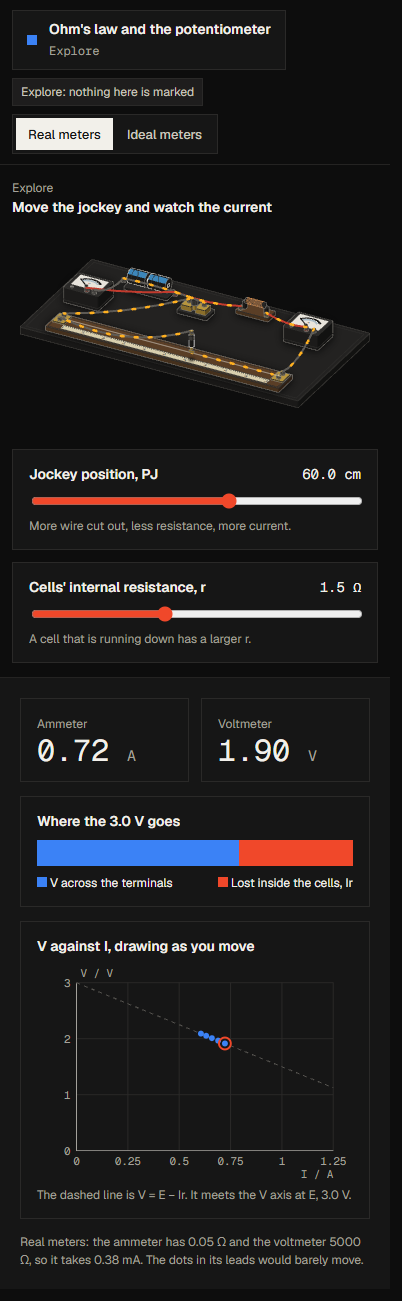 Ohm's law and the potentiometer
Explore
Explore: nothing here is marked
Real meters
Ideal meters
Explore
Move the jockey and watch the current
Jockey position, PJ
60.0 cm
More wire cut out, less resistance, more current.
Cells' internal resistance, r
1.5 Ω
A cell that is running down has a larger r.
Ammeter
0.72 A
Voltmeter
1.90 V
Where the 3.0 V goes
V across the terminals
Lost inside the cells, Ir
V against I, drawing as you move
V / V
3
2
1
0
0 0.25 0.5 0.75 1 1.25
I / A
The dashed line is V = E – Ir. It meets the V axis at E, 3.0 V.
Real meters: the ammeter has 0.05 Ω and the voltmeter 5000
Ω, so it takes 0.38 mA. The dots in its leads would barely move.